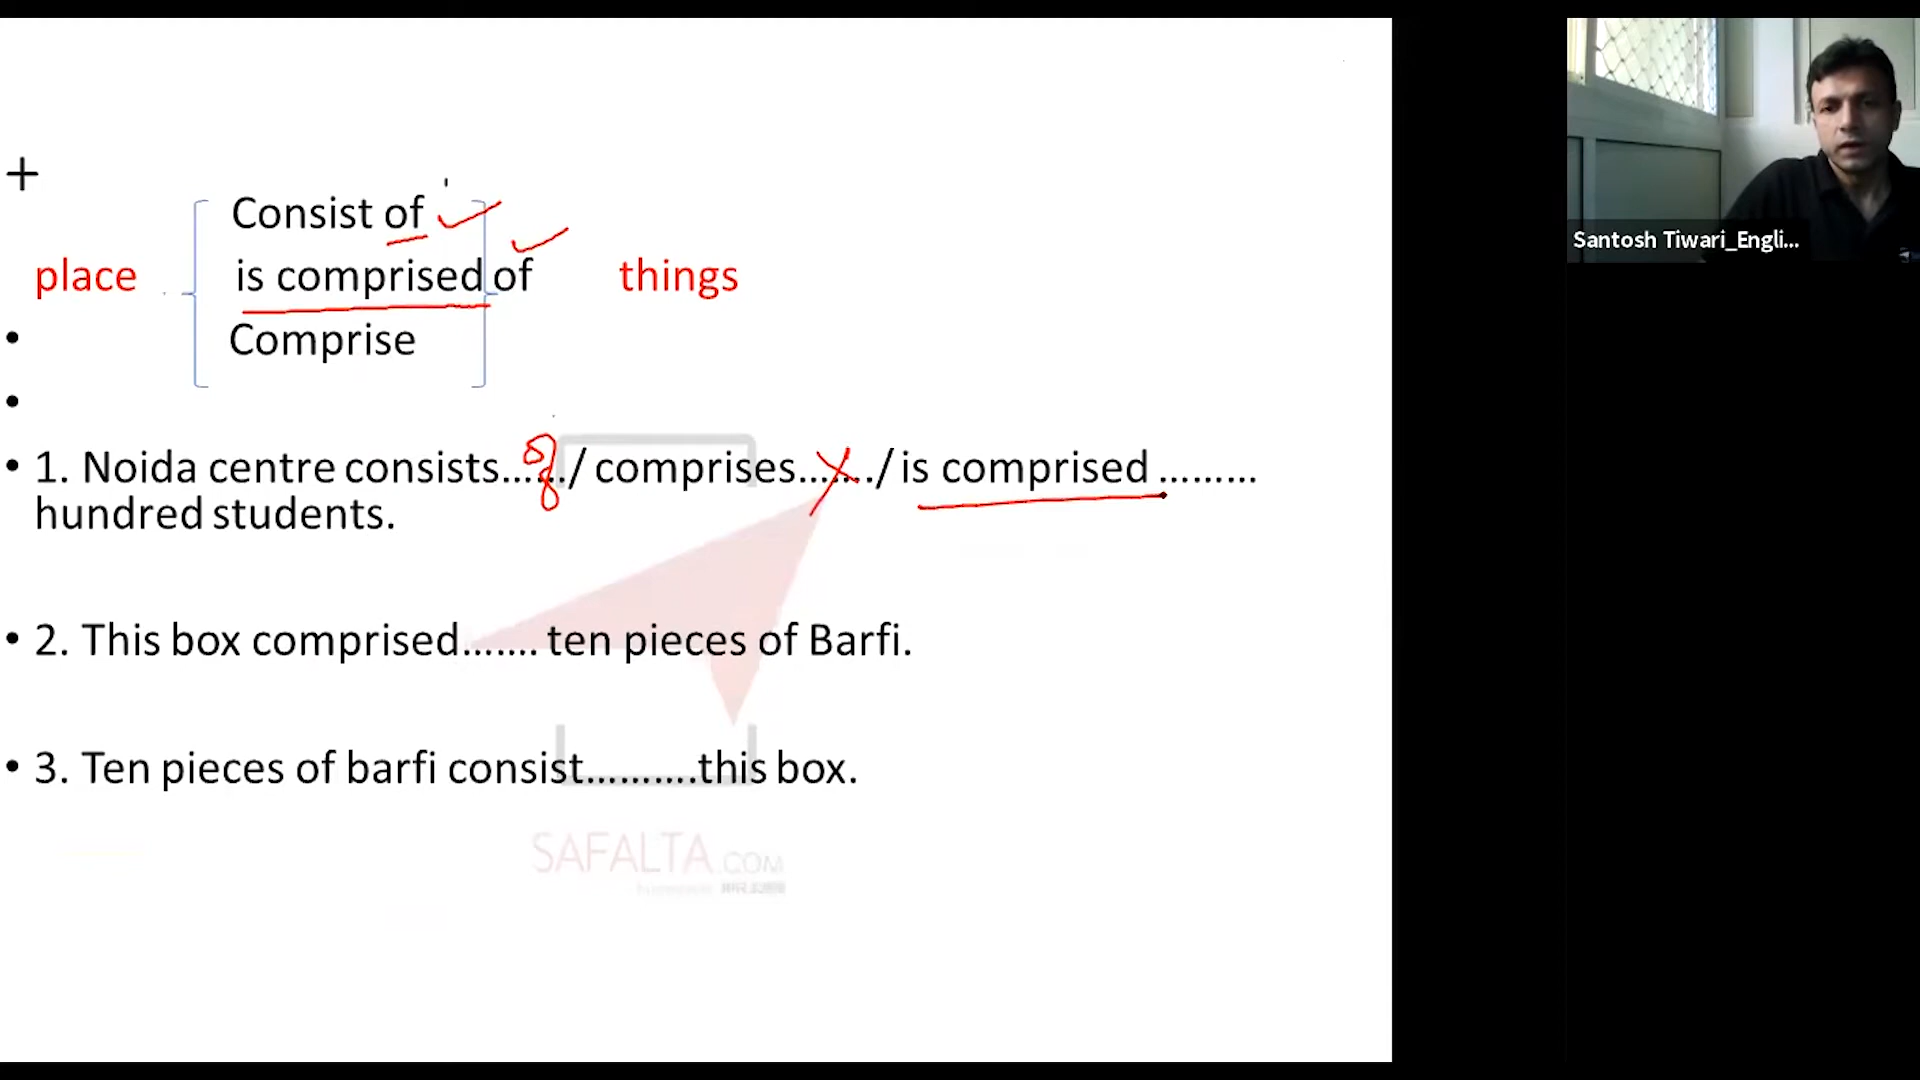 +
Consist of
place is comprised of things
Comprise
• 1. Noida centre consists...of.../ comprises......../ is comprised .........
hundred students.
• 2. This box comprised....... ten pieces of Barfi.
• 3. Ten pieces of barfi consist..........this box.
SAFALTA.COM
Santosh Tiwari_Engli...